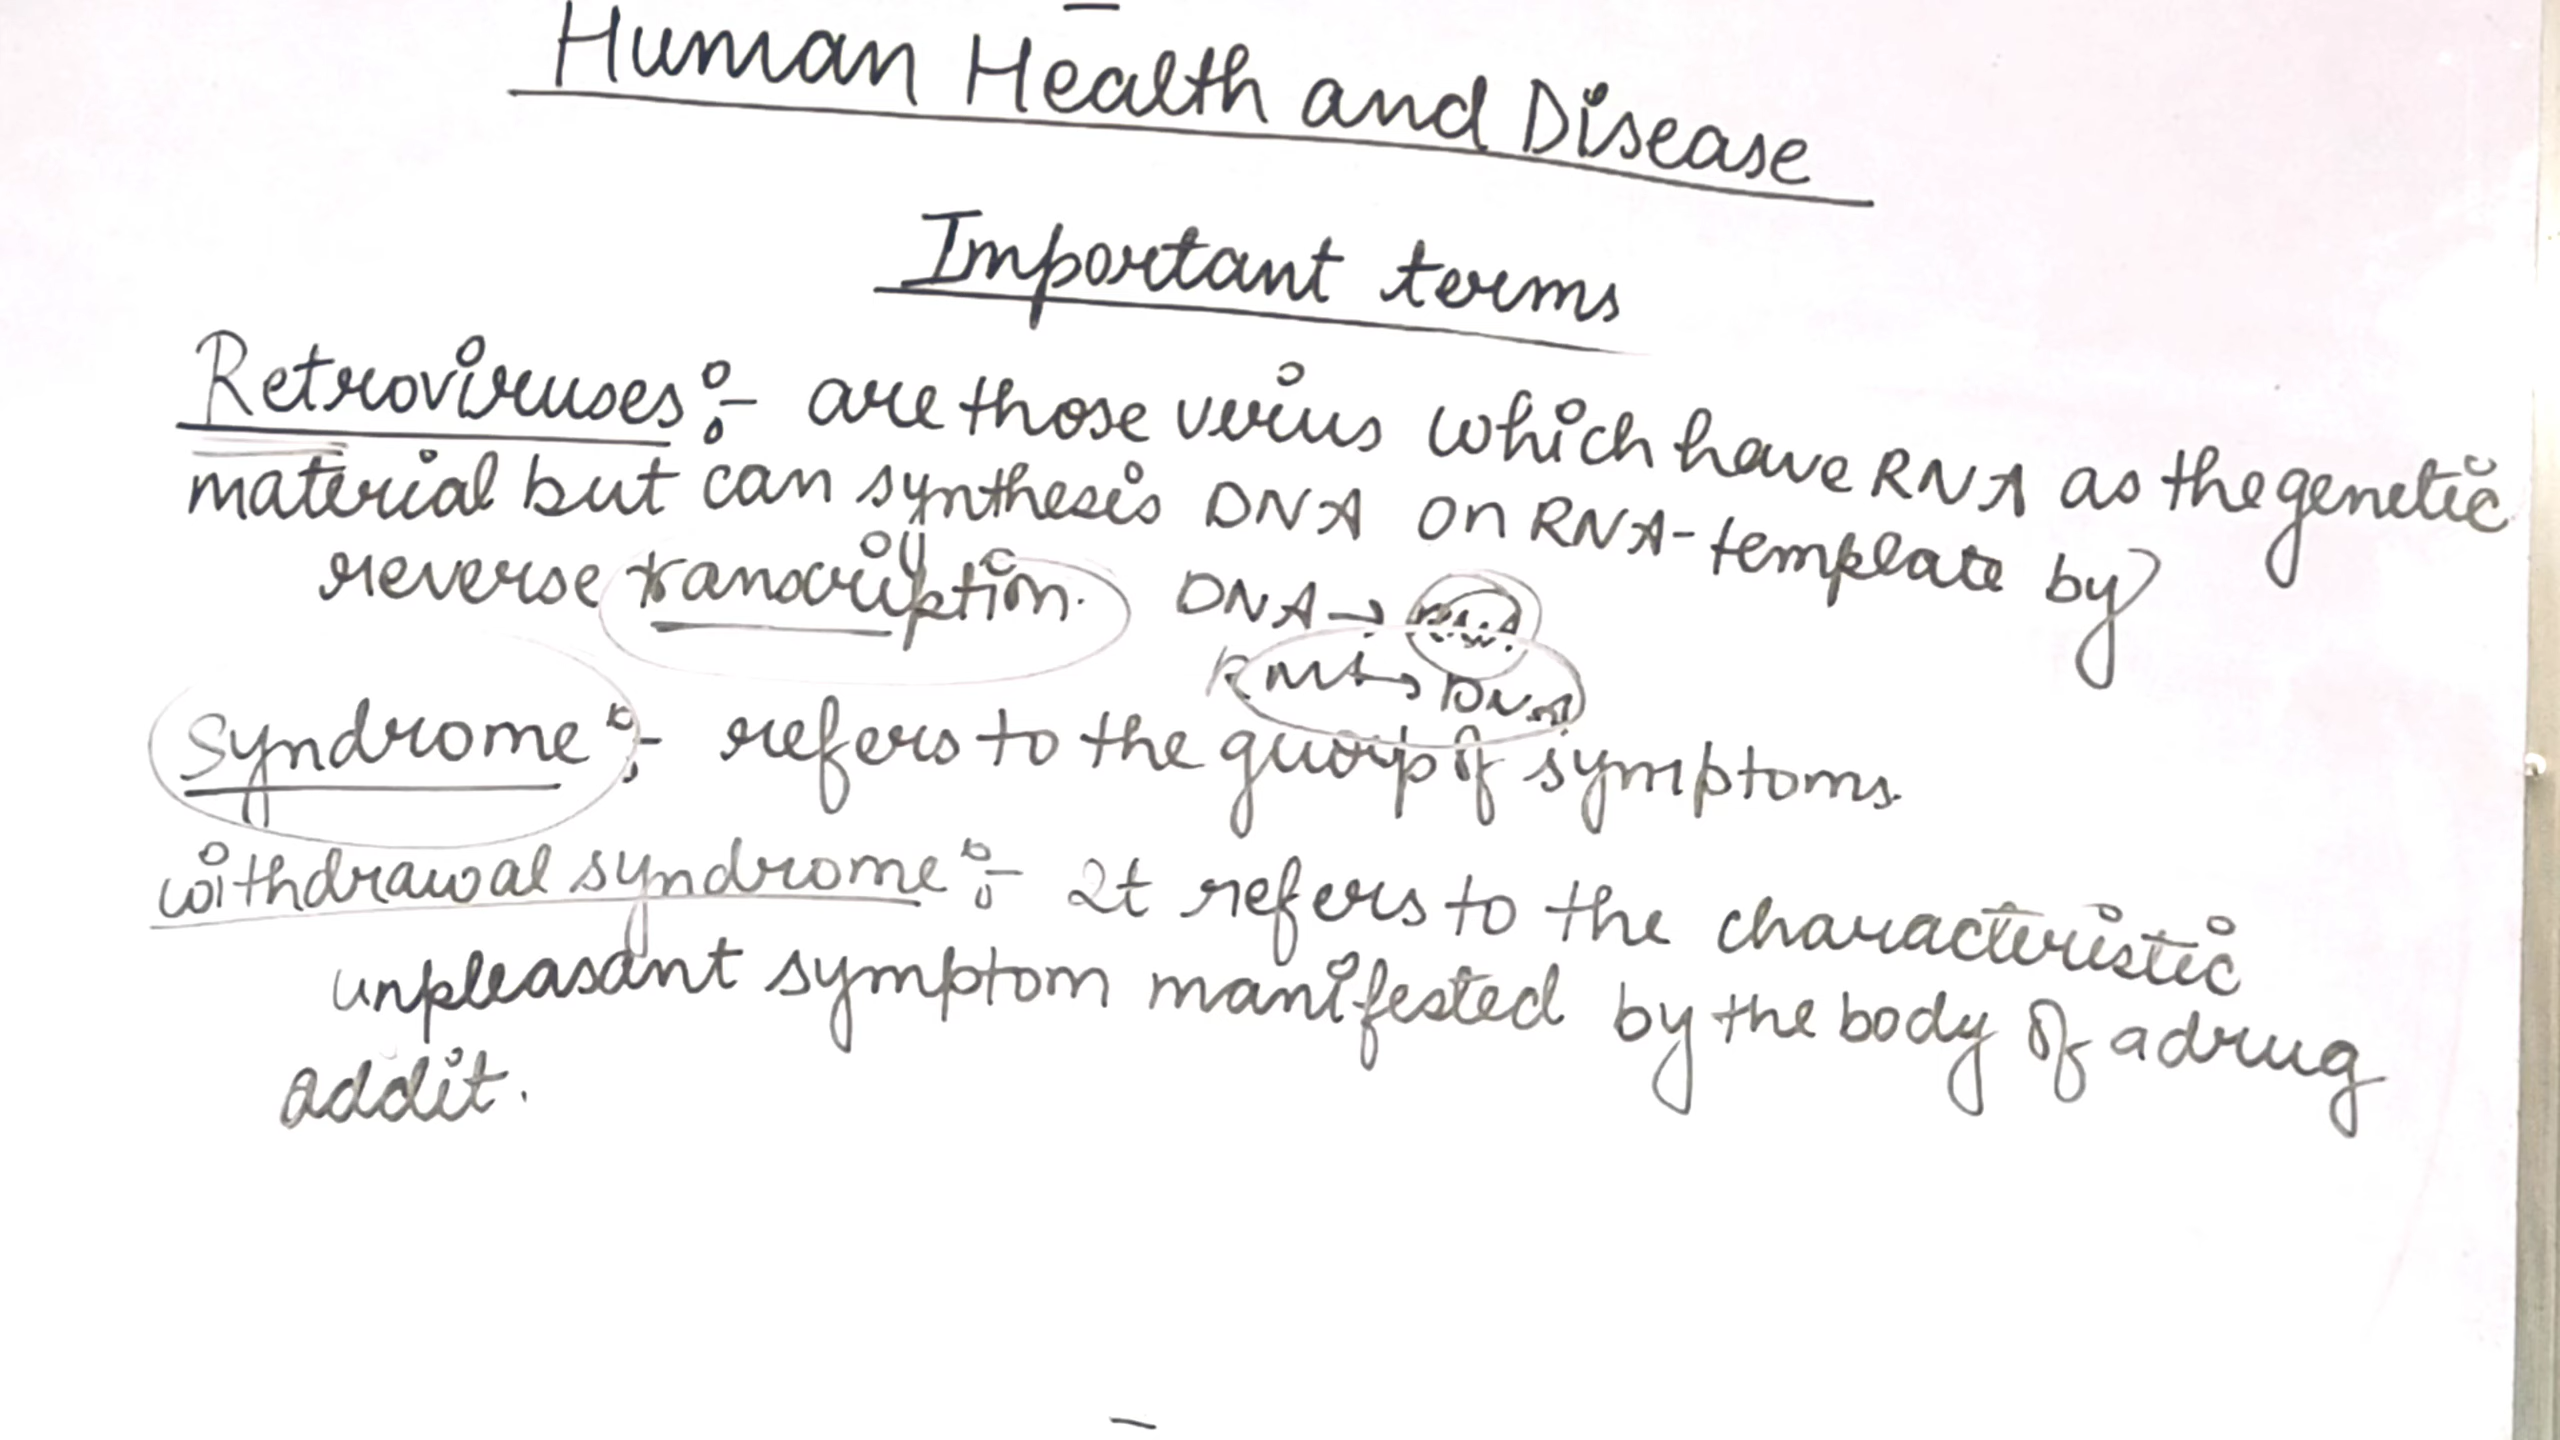 Human Health and Disease
Important terms
Retroviruses:- are those virus which have RNA as the genetic
material but can synthesis DNA on RNA-template by
reverse transcription. DNA →
RNA → DNA
Syndrome:- refers to the group of symptoms.
withdrawal syndrome:- It refers to the characteristic
unpleasant symptom manifested by the body of a drug
addit.